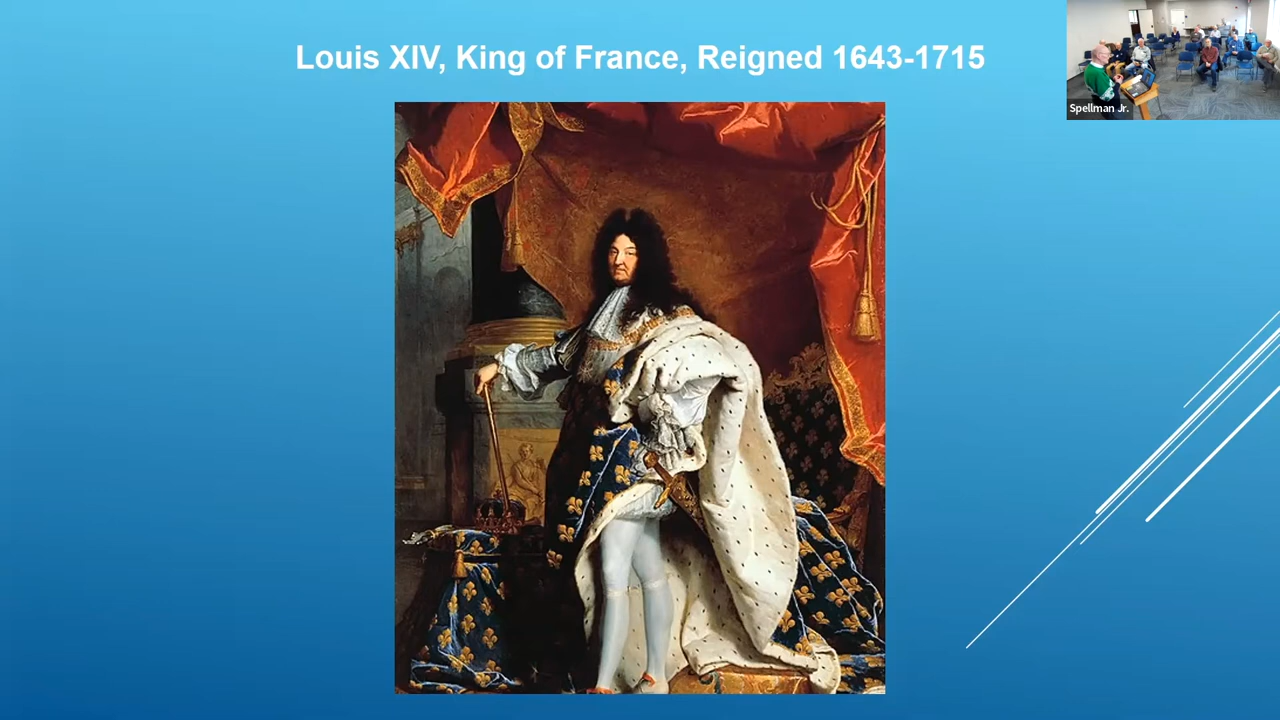 Louis XIV, King of France, Reigned 1643-1715
Spellman Jr.